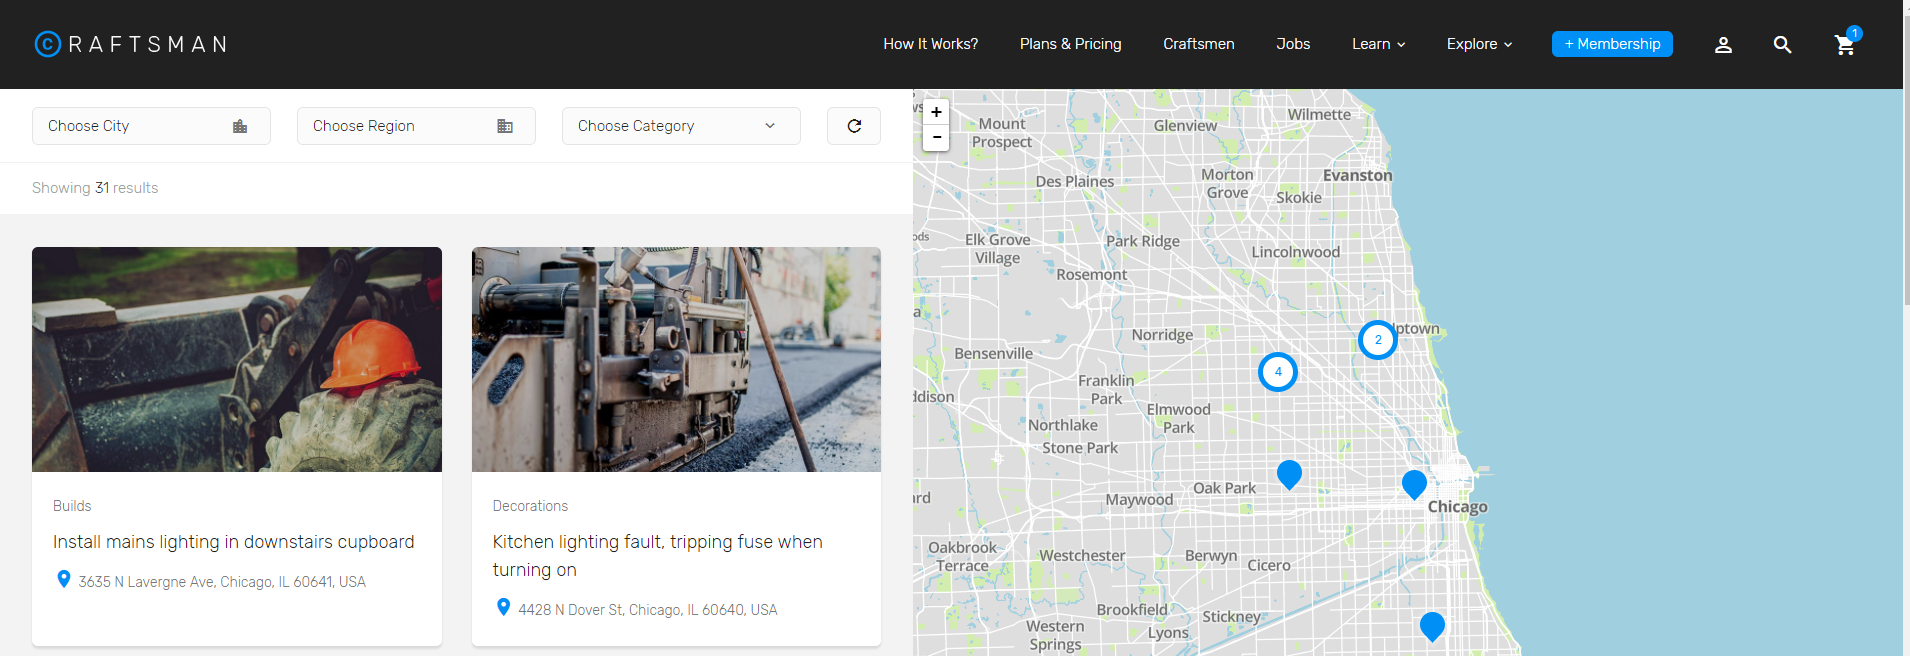 ©RAFTSMAN
How It Works?
Plans & Pricing
Craftsmen
Jobs
Learn
Explore
+ Membership
1
Choose City
Choose Region
Choose Category
Showing 31 results
Builds
Install mains lighting in downstairs cupboard
3635 N Lavergne Ave, Chicago, IL 60641, USA
Decorations
Kitchen lighting fault, tripping fuse when
turning on
4428 N Dover St, Chicago, IL 60640, USA
+
-
Mount
Prospect
Glenview
Wilmette
Des Plaines
Morton
Grove
Evanston
Skokie
Elk Grove
Village
Park Ridge
Lincolnwood
Rosemont
Norridge
2
ptown
Bensenville
4
Franklin
Park
ddison
Elmwood
Park
Northlake
Stone Park
Oak Park
Maywood
Chicago
Oakbrook
Terrace
Westchester
Berwyn
Cicero
Brookfield
Stickney
Western
Springs
Lyons